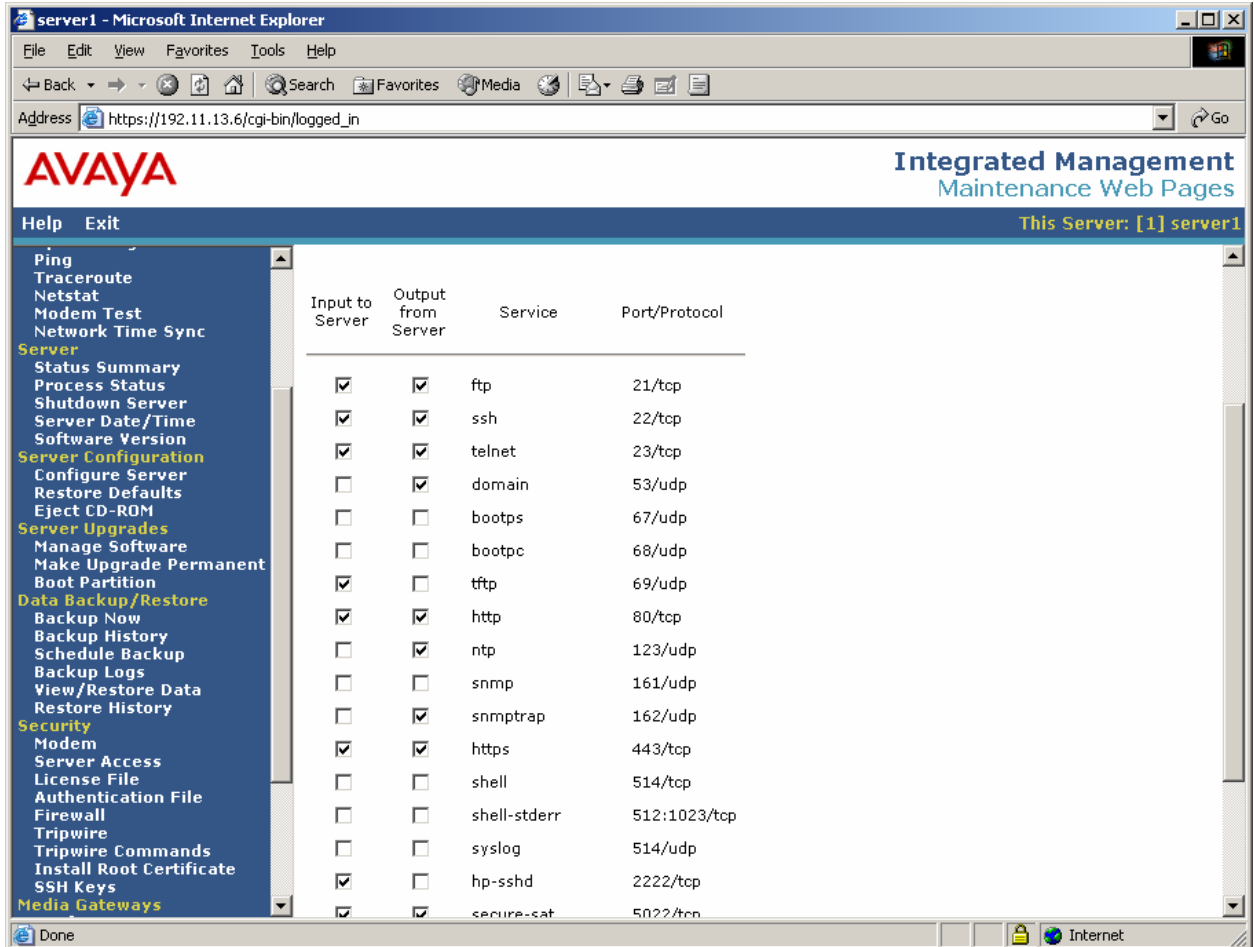 server1 - Microsoft Internet Explorer
File Edit View Favorites Tools Help
Back Search Favorites Media
Address https://192.11.13.6/cgi-bin/logged_in Go
AVAYA
Integrated Management
Maintenance Web Pages
Help Exit
This Server: [1] server1
Ping
Traceroute
Netstat
Modem Test
Network Time Sync
Server
Status Summary
Process Status
Shutdown Server
Server Date/Time
Software Version
Server Configuration
Configure Server
Restore Defaults
Eject CD-ROM
Server Upgrades
Manage Software
Make Upgrade Permanent
Boot Partition
Data Backup/Restore
Backup Now
Backup History
Schedule Backup
Backup Logs
View/Restore Data
Restore History
Security
Modem
Server Access
License File
Authentication File
Firewall
Tripwire
Tripwire Commands
Install Root Certificate
SSH Keys
Media Gateways
Input to Server Output from Server Service Port/Protocol
ftp 21/tcp
ssh 22/tcp
telnet 23/tcp
domain 53/udp
bootps 67/udp
bootpc 68/udp
tftp 69/udp
http 80/tcp
ntp 123/udp
snmp 161/udp
snmptrap 162/udp
https 443/tcp
shell 514/tcp
shell-stderr 512:1023/tcp
syslog 514/udp
hp-sshd 2222/tcp
secure-sat 5022/tcp
Done Internet